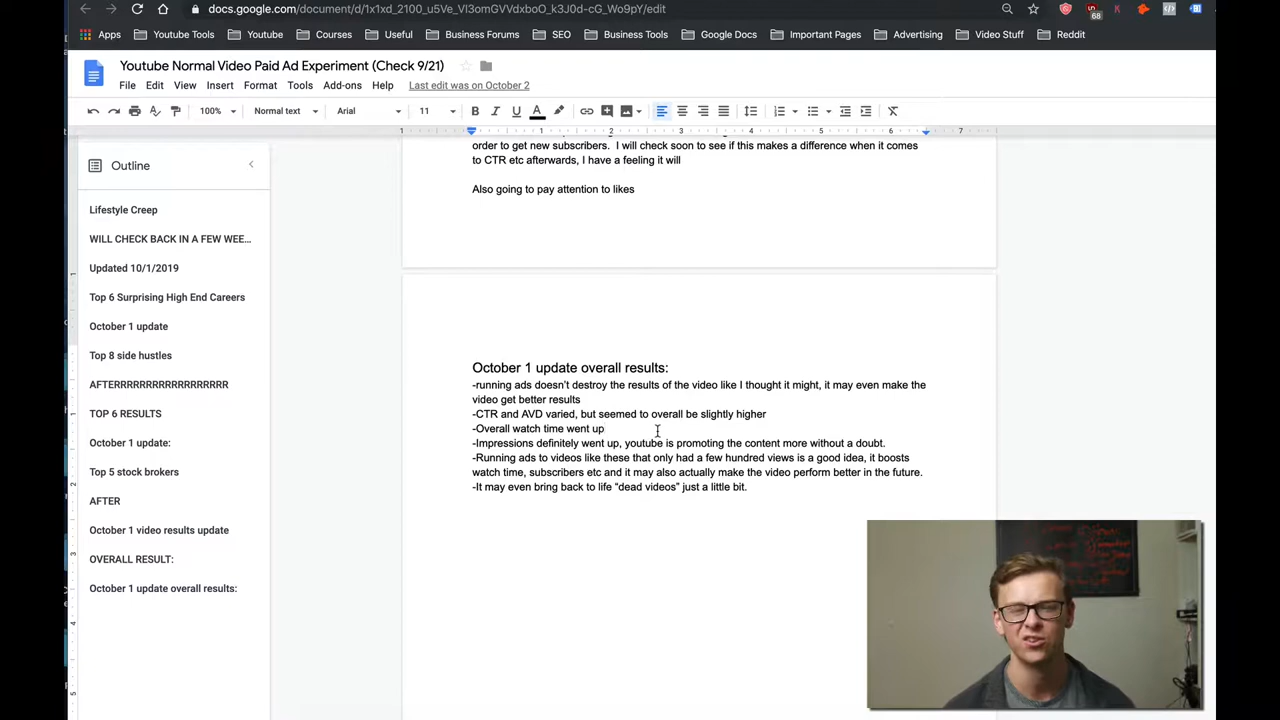 docs.google.com/document/d/1x1xd_2100_u5Ve_Vl3omGVVdxboO_k3J0d-cG_Wo9pY/edit
68
Apps Youtube Tools Youtube Courses Useful Business Forums SEO Business Tools Google Docs Important Pages Advertising Video Stuff Reddit
Youtube Normal Video Paid Ad Experiment (Check 9/21)
File Edit View Insert Format Tools Add-ons Help Last edit was on October 2
100% Normal text Arial 11 B I U A
1 1 2 3 4 5 6 7
order to get new subscribers. I will check soon to see if this makes a difference when it comes
to CTR etc afterwards, I have a feeling it will
Also going to pay attention to likes
Outline
Lifestyle Creep
WILL CHECK BACK IN A FEW WEE...
Updated 10/1/2019
Top 6 Surprising High End Careers
October 1 update
Top 8 side hustles
AFTERRRRRRRRRRRRRRRRR
TOP 6 RESULTS
October 1 update:
Top 5 stock brokers
AFTER
October 1 video results update
OVERALL RESULT:
October 1 update overall results:
October 1 update overall results:
-running ads doesn't destroy the results of the video like I thought it might, it may even make the
video get better results
-CTR and AVD varied, but seemed to overall be slightly higher
-Overall watch time went up
-Impressions definitely went up, youtube is promoting the content more without a doubt.
-Running ads to videos like these that only had a few hundred views is a good idea, it boosts
watch time, subscribers etc and it may also actually make the video perform better in the future.
-It may even bring back to life “dead videos” just a little bit.